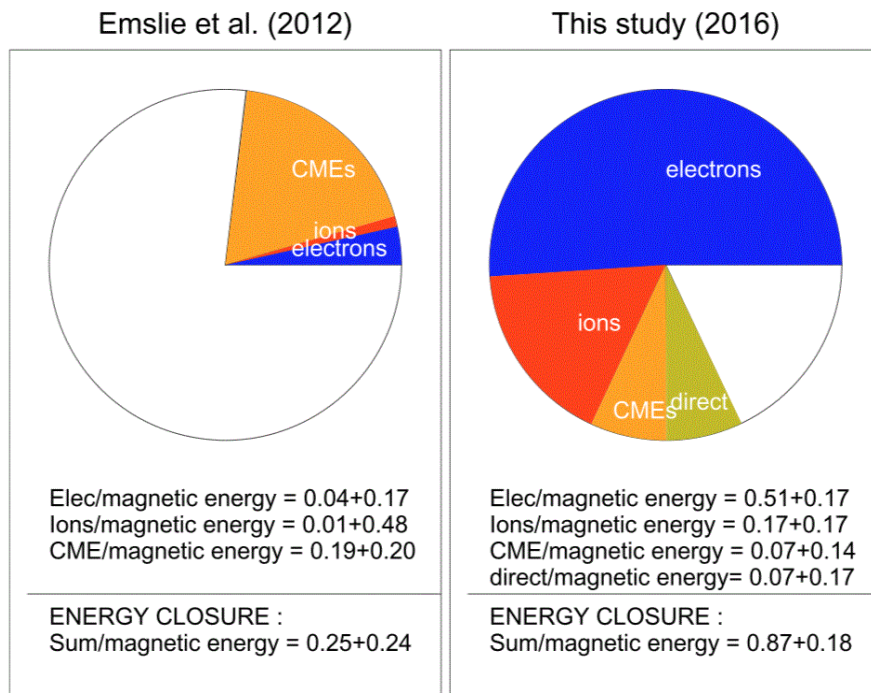 Emslie et al. (2012)
CMEs
ions
electrons
Elec/magnetic energy = 0.04+0.17
Ions/magnetic energy = 0.01+0.48
CME/magnetic energy = 0.19+0.20
ENERGY CLOSURE :
Sum/magnetic energy = 0.25+0.24
This study (2016)
electrons
ions
CMEs
direct
Elec/magnetic energy = 0.51+0.17
Ions/magnetic energy = 0.17+0.17
CME/magnetic energy = 0.07+0.14
direct/magnetic energy= 0.07+0.17
ENERGY CLOSURE :
Sum/magnetic energy = 0.87+0.18